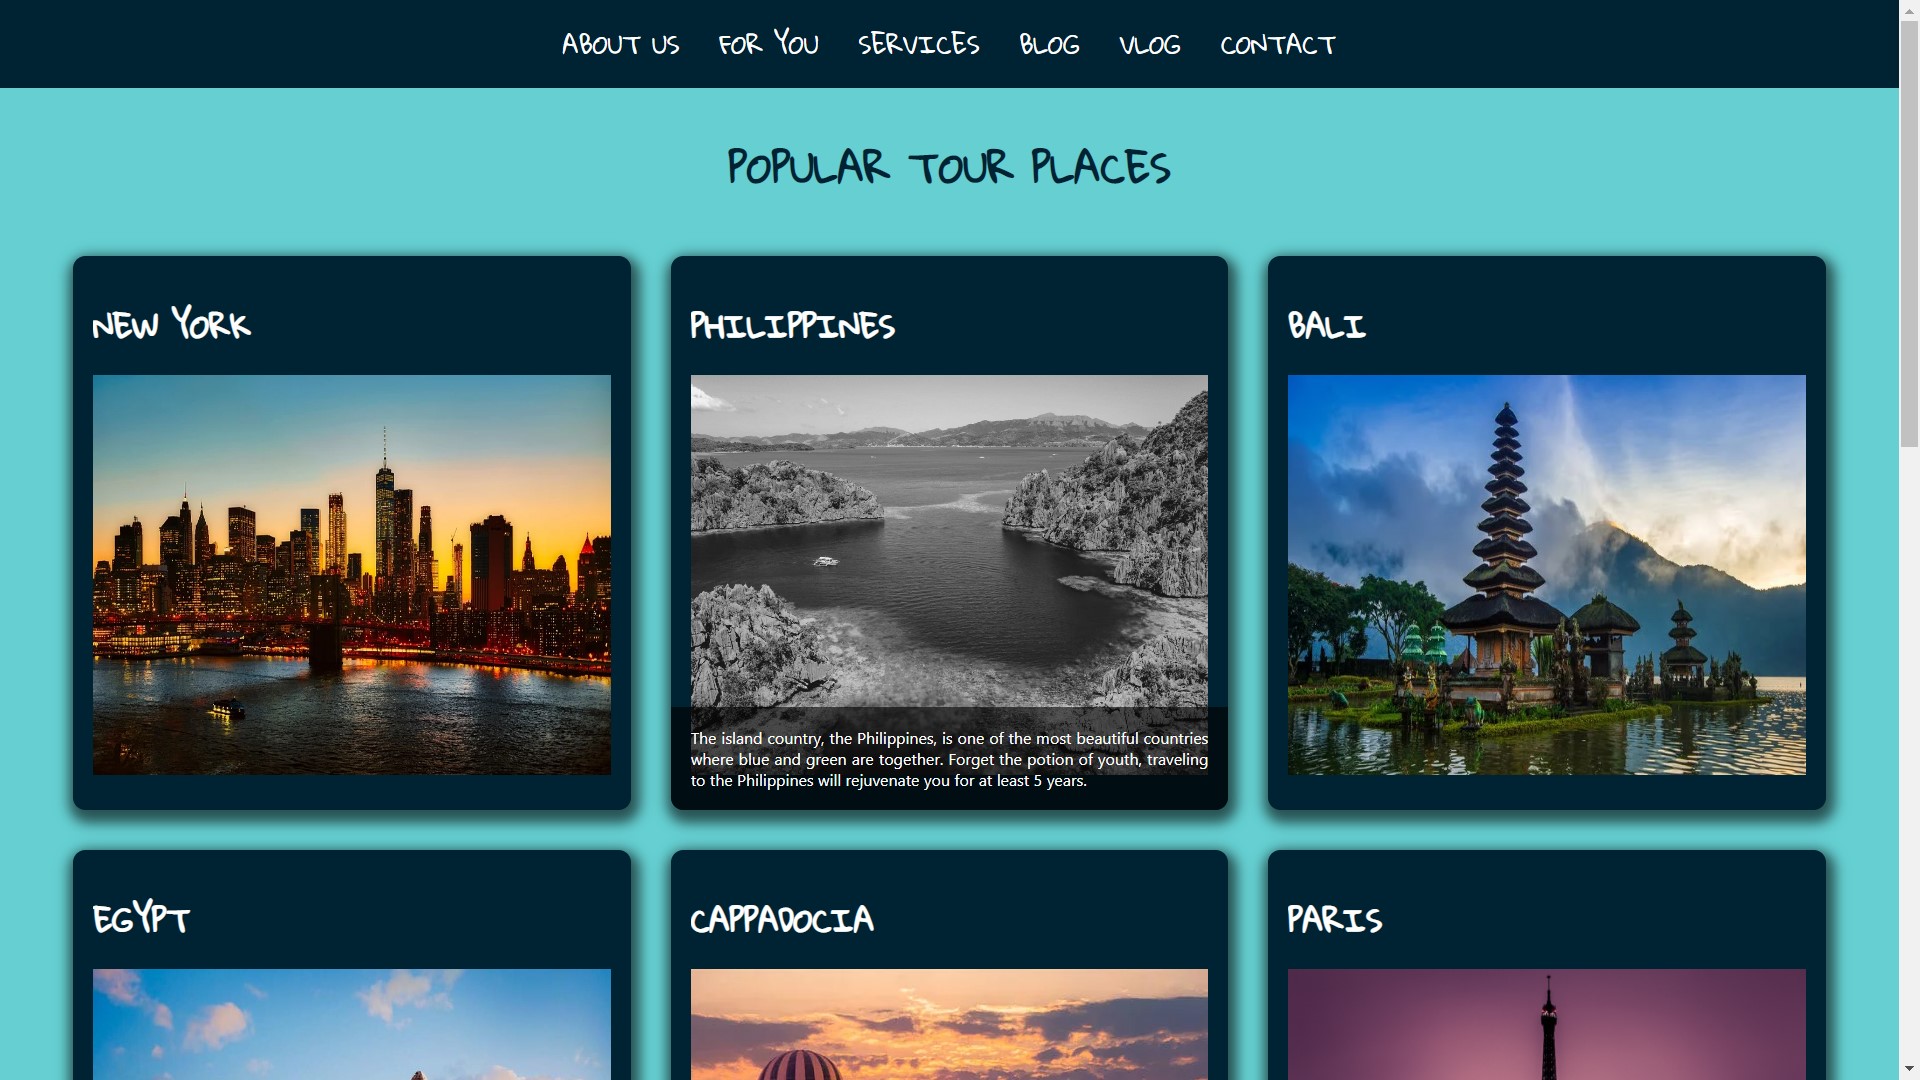 ABOUT US FOR YOU SERVICES BLOG VLOG CONTACT
POPULAR TOUR PLACES
NEW YORK
PHILIPPINES
BALI
The island country, the Philippines, is one of the most beautiful countries
where blue and green are together. Forget the potion of youth, traveling
to the Philippines will rejuvenate you for at least 5 years.
EGYPT
CAPPADOCIA
PARIS